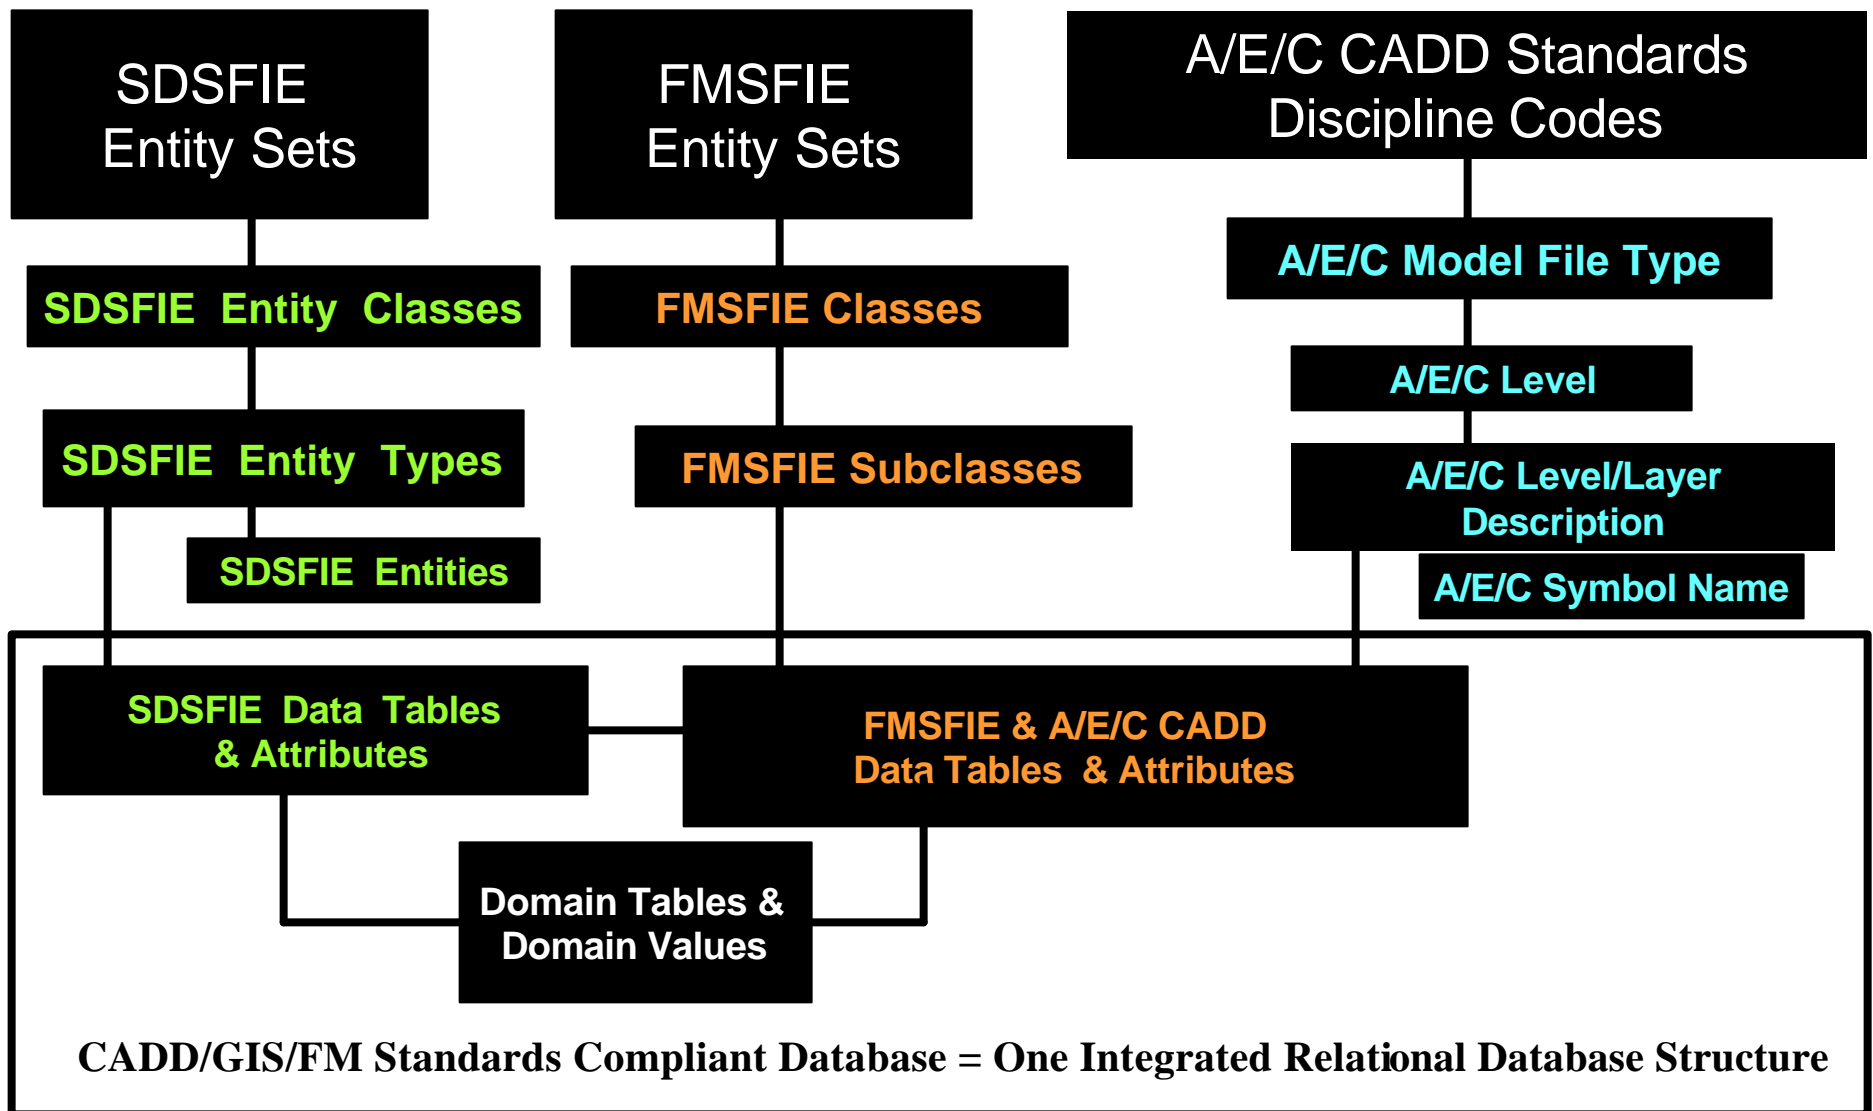 SDSFIE
Entity Sets
FMSFIE
Entity Sets
A/E/C CADD Standards
Discipline Codes
SDSFIE Entity Classes
FMSFIE Classes
A/E/C Model File Type
A/E/C Level
SDSFIE Entity Types
FMSFIE Subclasses
A/E/C Level/Layer
Description
SDSFIE Entities
A/E/C Symbol Name
SDSFIE Data Tables
& Attributes
FMSFIE & A/E/C CADD
Data Tables & Attributes
Domain Tables &
Domain Values
CADD/GIS/FM Standards Compliant Database = One Integrated Relational Database Structure